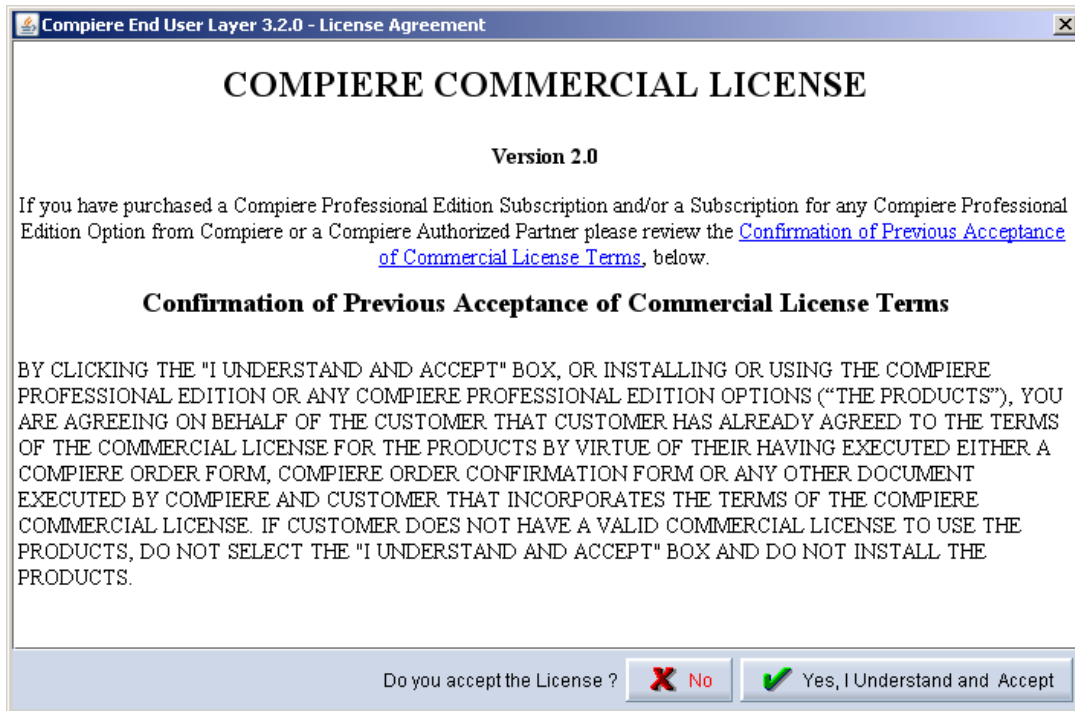 Compiere End User Layer 3.2.0 - License Agreement
COMPIERE COMMERCIAL LICENSE
Version 2.0
If you have purchased a Compiere Professional Edition Subscription and/or a Subscription for any Compiere Professional
Edition Option from Compiere or a Compiere Authorized Partner please review the Confirmation of Previous Acceptance
of Commercial License Terms, below.
Confirmation of Previous Acceptance of Commercial License Terms
BY CLICKING THE "I UNDERSTAND AND ACCEPT" BOX, OR INSTALLING OR USING THE COMPIERE
PROFESSIONAL EDITION OR ANY COMPIERE PROFESSIONAL EDITION OPTIONS (“THE PRODUCTS”), YOU
ARE AGREEING ON BEHALF OF THE CUSTOMER THAT CUSTOMER HAS ALREADY AGREED TO THE TERMS
OF THE COMMERCIAL LICENSE FOR THE PRODUCTS BY VIRTUE OF THEIR HAVING EXECUTED EITHER A
COMPIERE ORDER FORM, COMPIERE ORDER CONFIRMATION FORM OR ANY OTHER DOCUMENT
EXECUTED BY COMPIERE AND CUSTOMER THAT INCORPORATES THE TERMS OF THE COMPIERE
COMMERCIAL LICENSE. IF CUSTOMER DOES NOT HAVE A VALID COMMERCIAL LICENSE TO USE THE
PRODUCTS, DO NOT SELECT THE "I UNDERSTAND AND ACCEPT" BOX AND DO NOT INSTALL THE
PRODUCTS.
Do you accept the License ? No Yes, I Understand and Accept